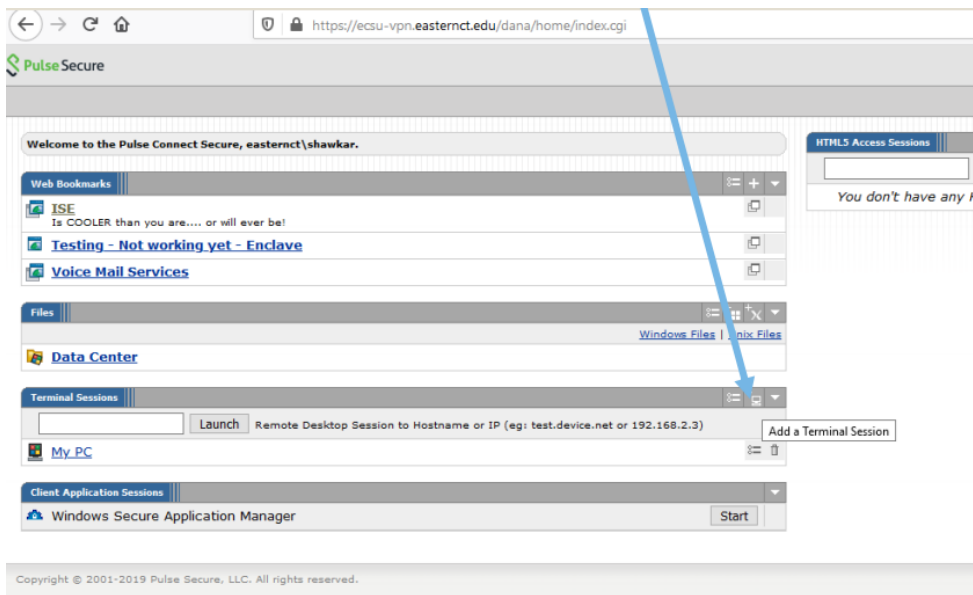 https://ecsu-vpn.easternct.edu/dana/home/index.cgi
Pulse Secure
Welcome to the Pulse Connect Secure, easternct\shawkar.
Web Bookmarks
ISE
Is COOLER than you are.... or will ever be!
Testing - Not working yet - Enclave
Voice Mail Services
Files
Windows Files | Unix Files
Data Center
Terminal Sessions
Launch Remote Desktop Session to Hostname or IP (eg: test.device.net or 192.168.2.3)
Add a Terminal Session
My PC
Client Application Sessions
Windows Secure Application Manager Start
HTML5 Access Sessions
You don't have any
Copyright © 2001-2019 Pulse Secure, LLC. All rights reserved.